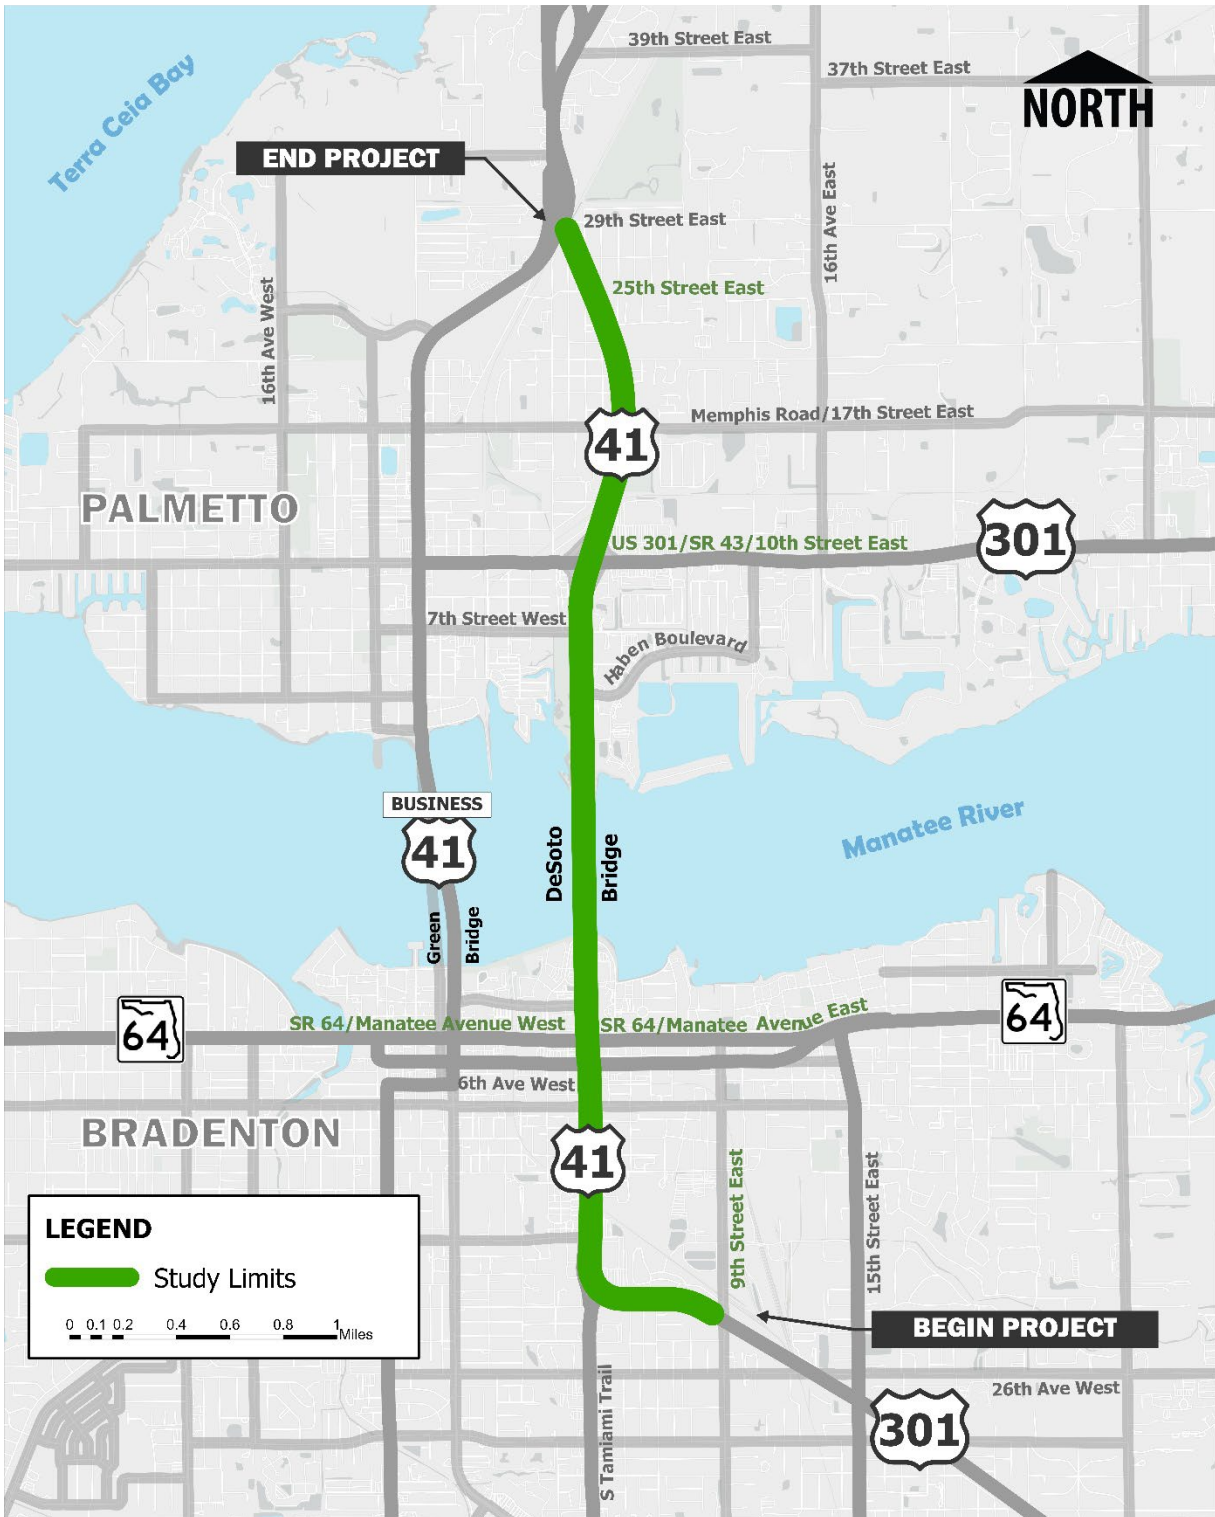 39th Street East
37th Street East
NORTH
Terra Ceia Bay
END PROJECT
16th Ave East
29th Street East
25th Street East
16th Ave West
Memphis Road/17th Street East
41
PALMETTO
301
US 301/SR 43/10th Street East
7th Street West
Haben Boulevard
BUSINESS
41
Manatee River
DeSoto
Bridge
Green
Bridge
64
SR 64/Manatee Avenue West
SR 64/Manatee Avenue East
64
6th Ave West
BRADENTON
41
9th Street East
15th Street East
LEGEND
Study Limits
0 0.1 0.2 0.4 0.6 0.8 1
Miles
BEGIN PROJECT
26th Ave West
S Tamiami Trail
301